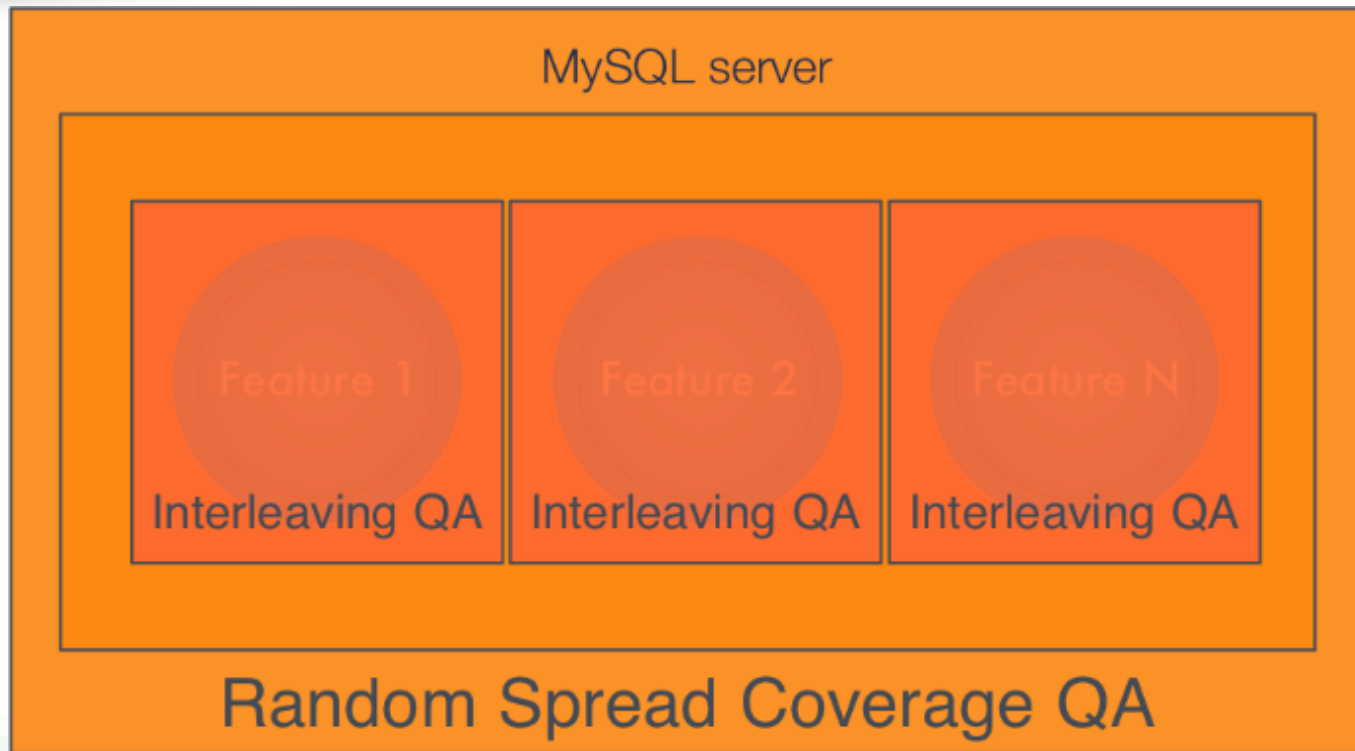 MySQL server
Feature 1
Feature 2
Feature N
Interleaving QA
Interleaving QA
Interleaving QA
Random Spread Coverage QA